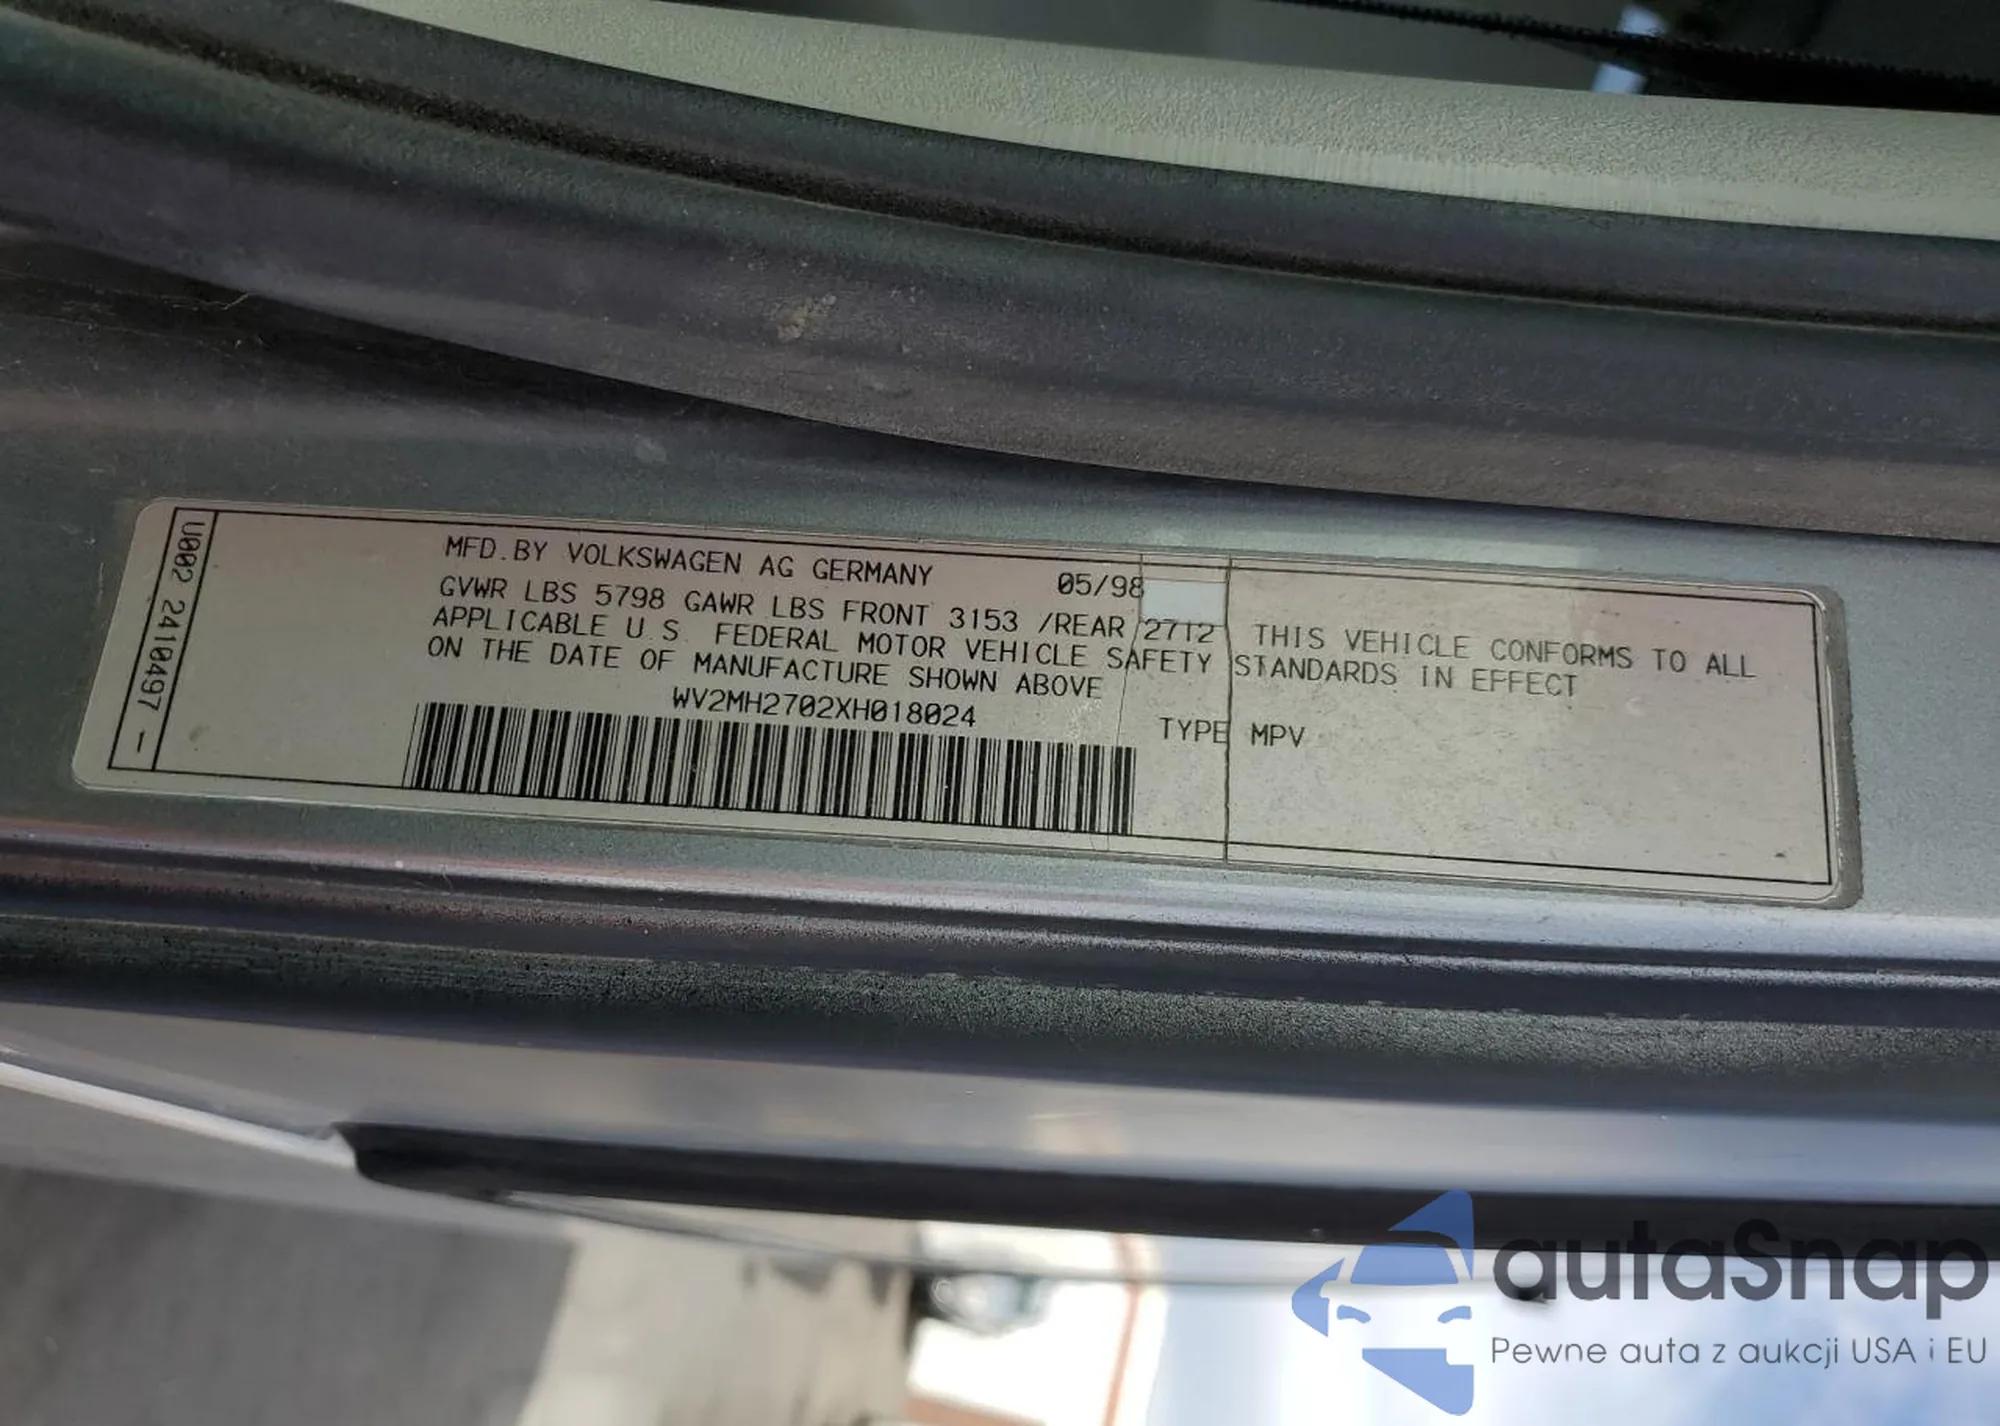 U002 2410497 -
MFD.BY VOLKSWAGEN AG GERMANY 05/98
GVWR LBS 5798 GAWR LBS FRONT 3153 /REAR 2712 THIS VEHICLE CONFORMS TO ALL
APPLICABLE U.S. FEDERAL MOTOR VEHICLE SAFETY STANDARDS IN EFFECT
ON THE DATE OF MANUFACTURE SHOWN ABOVE
WV2MH2702XH018024 TYPE MPV
autaSnap
Pewne auta z aukcji USA i EU